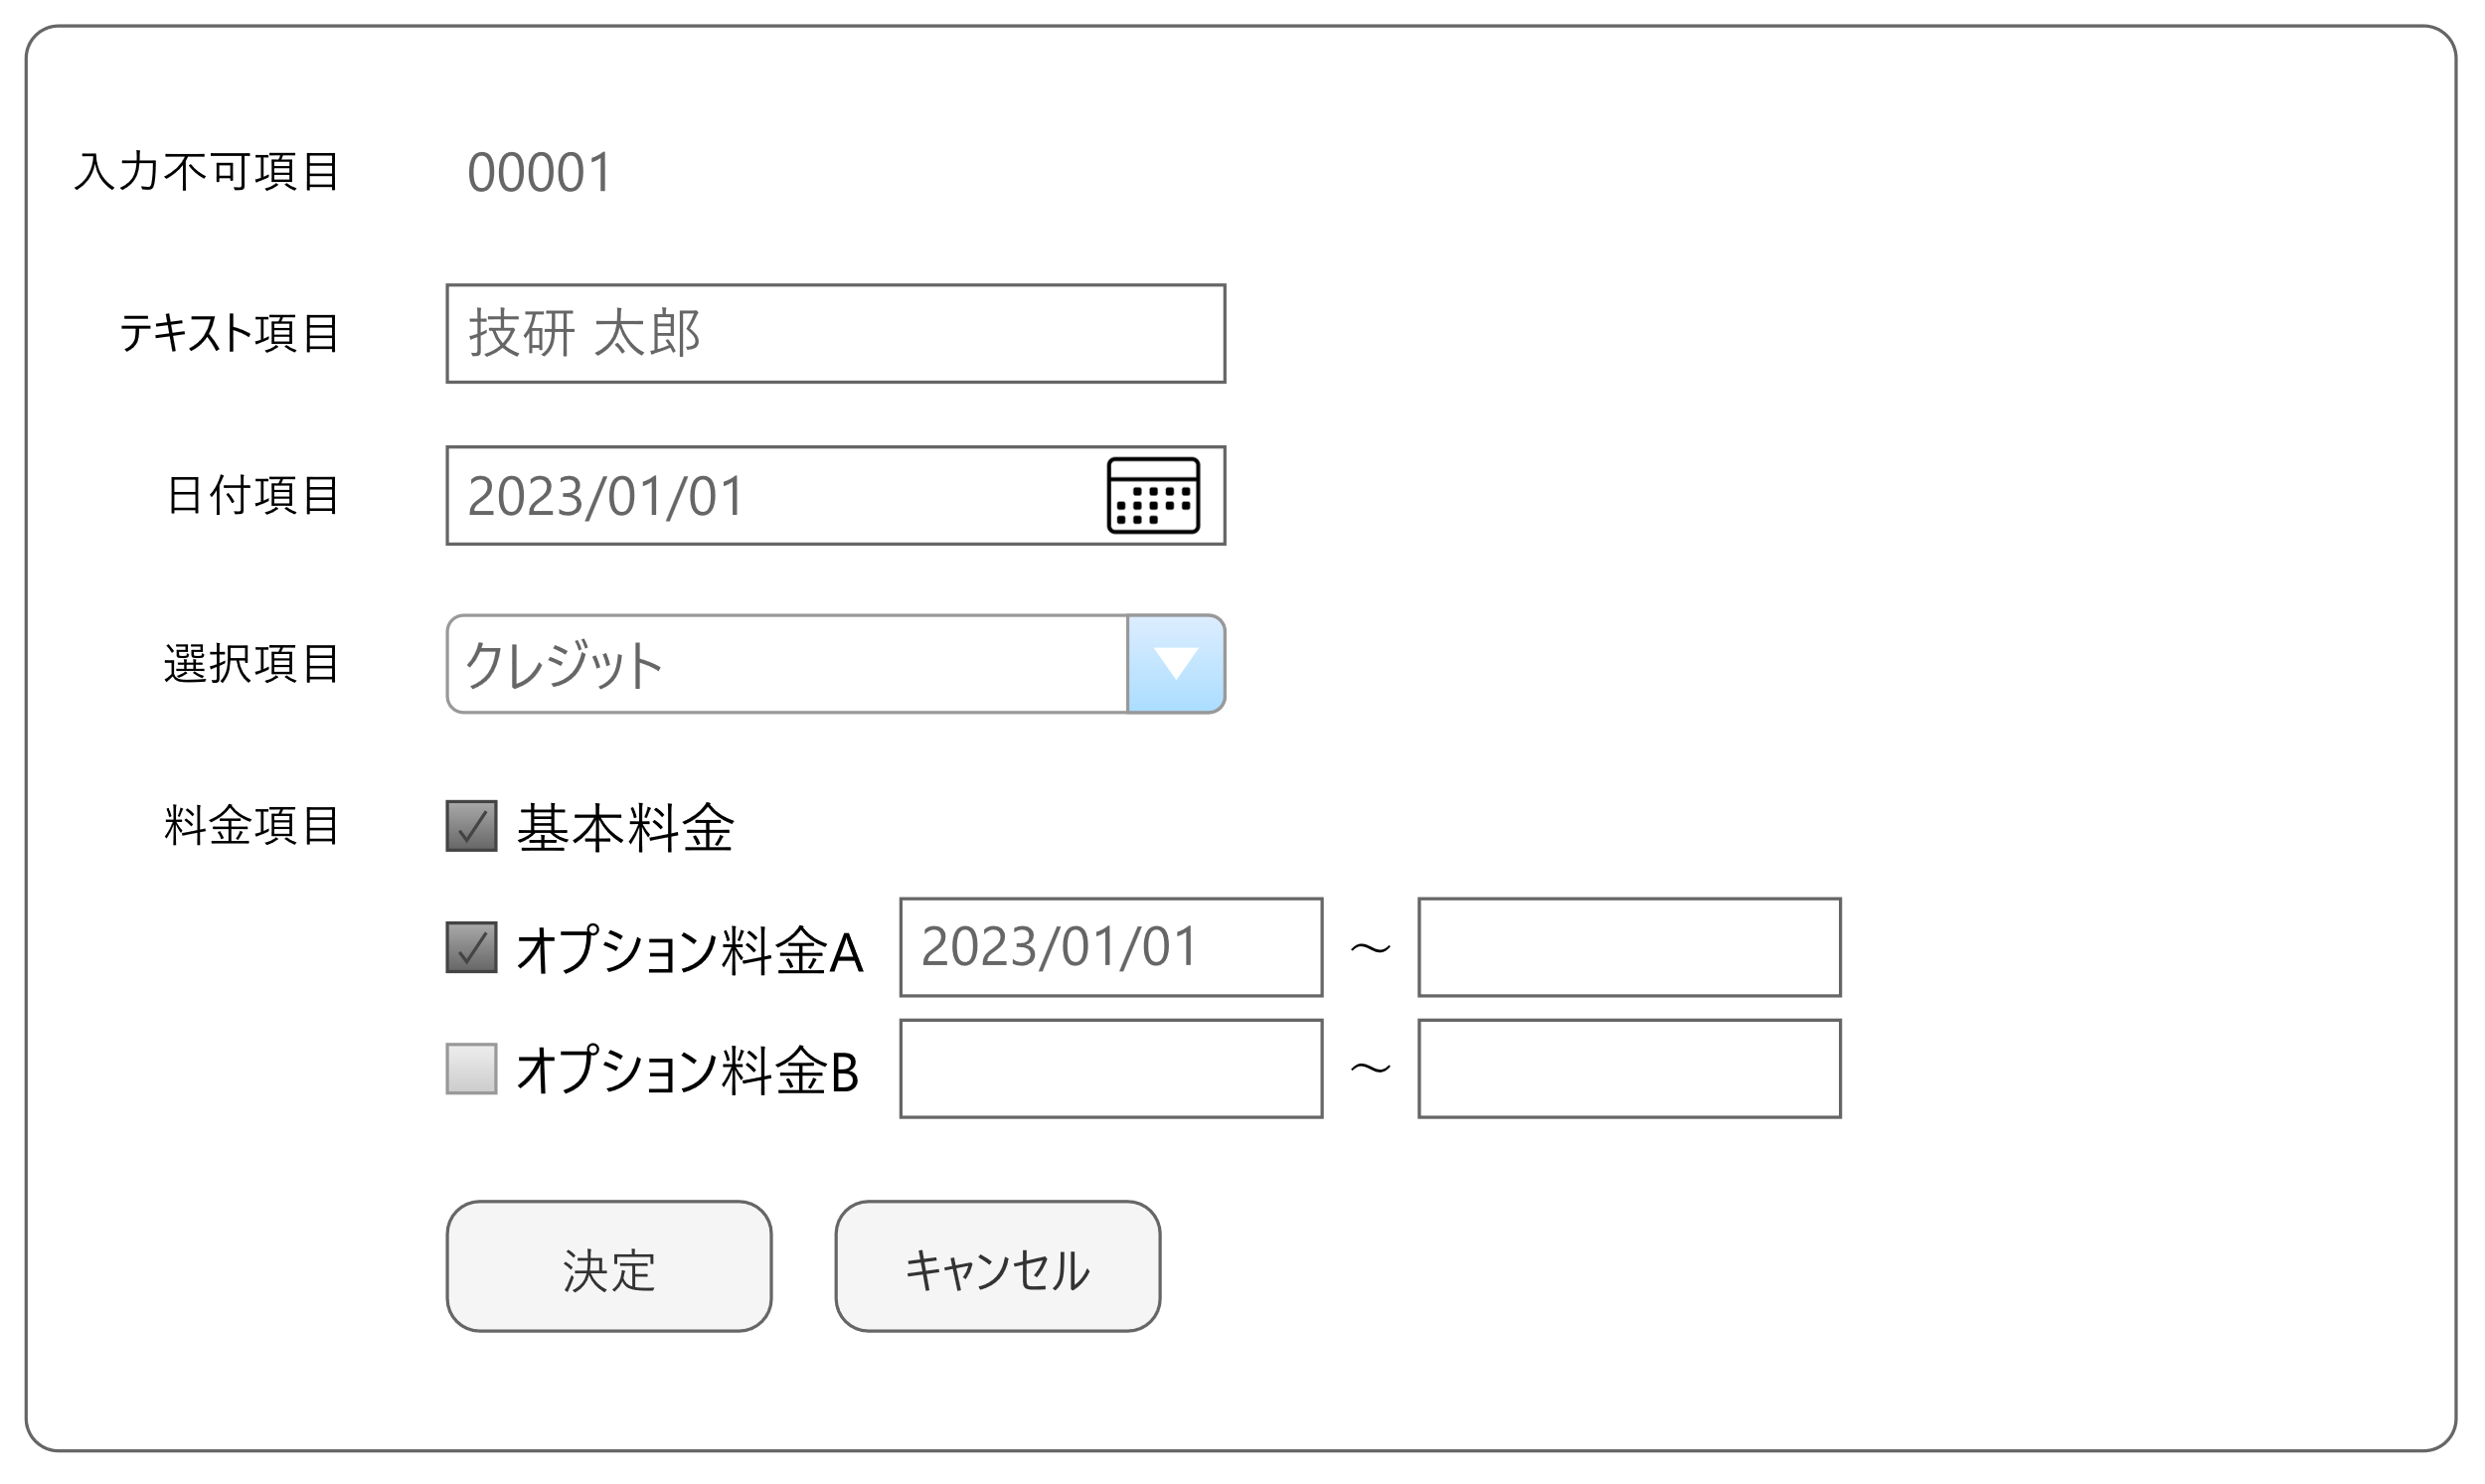 入力不可項目 00001
テキスト項目 技研 太郎
日付項目 2023/01/01
選択項目 クレジット
料金項目 基本料金
オプション料金A 2023/01/01 ～
オプション料金B ～
決定 キャンセル